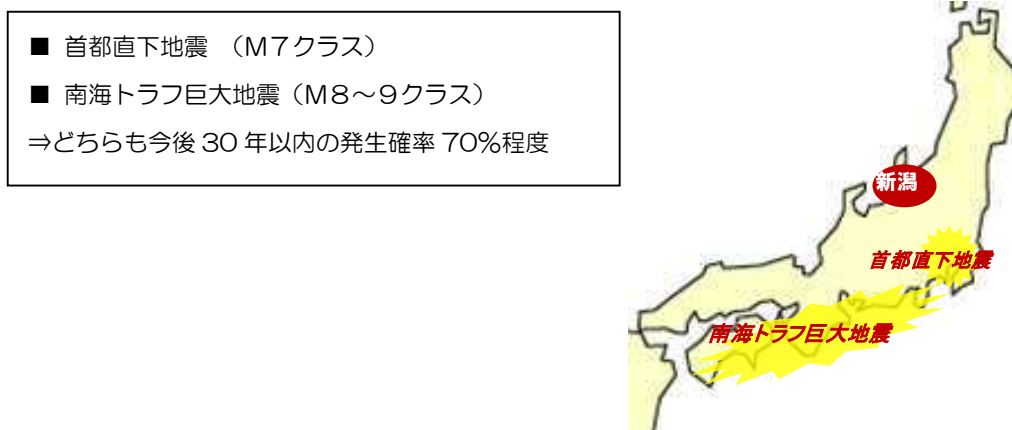 ■ 首都直下地震 （M７クラス）
■ 南海トラフ巨大地震（M８～９クラス）
⇒どちらも今後 30 年以内の発生確率 70%程度
新潟
首都直下地震
南海トラフ巨大地震